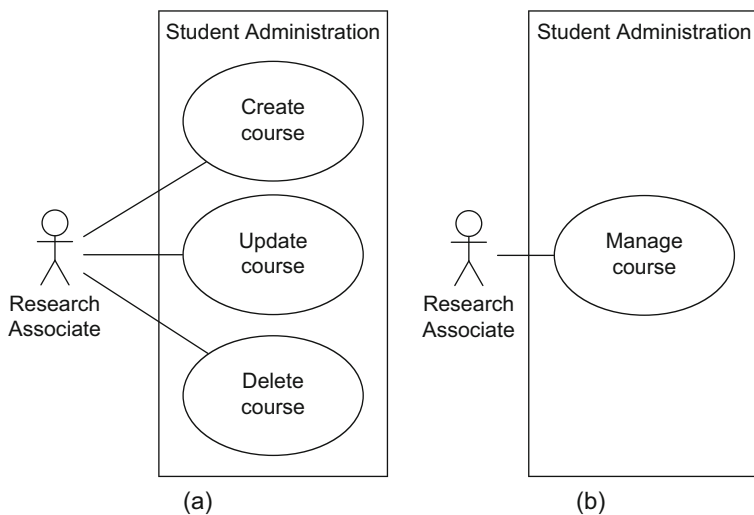 Student Administration
Create
course
Update
course
Delete
course
Research
Associate
(a)
Student Administration
Manage
course
Research
Associate
(b)